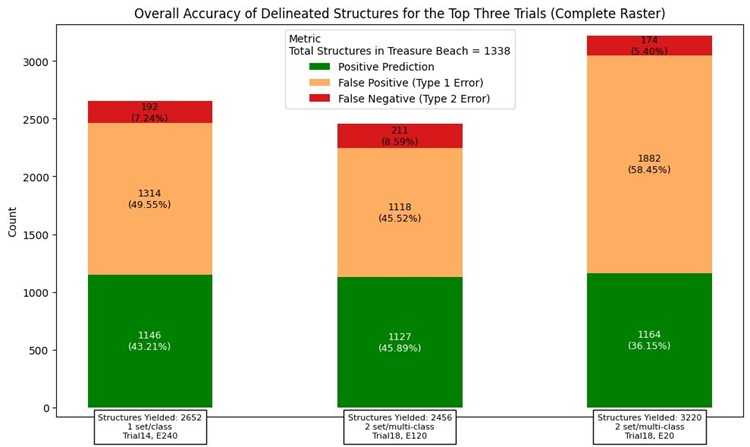 Overall Accuracy of Delineated Structures for the Top Three Trials (Complete Raster)
Metric
Total Structures in Treasure Beach = 1338
Positive Prediction
False Positive (Type 1 Error)
False Negative (Type 2 Error)
Count
3000
2500
2000
1500
1000
500
0
192
(7.24%)
1314
(49.55%)
1146
(43.21%)
211
(8.59%)
1118
(45.52%)
1127
(45.89%)
174
(5.40%)
1882
(58.45%)
1164
(36.15%)
Structures Yielded: 2652
1 set/class
Trial14, E240
Structures Yielded: 2456
2 set/multi-class
Trial18, E120
Structures Yielded: 3220
2 set/multi-class
Trial18, E20